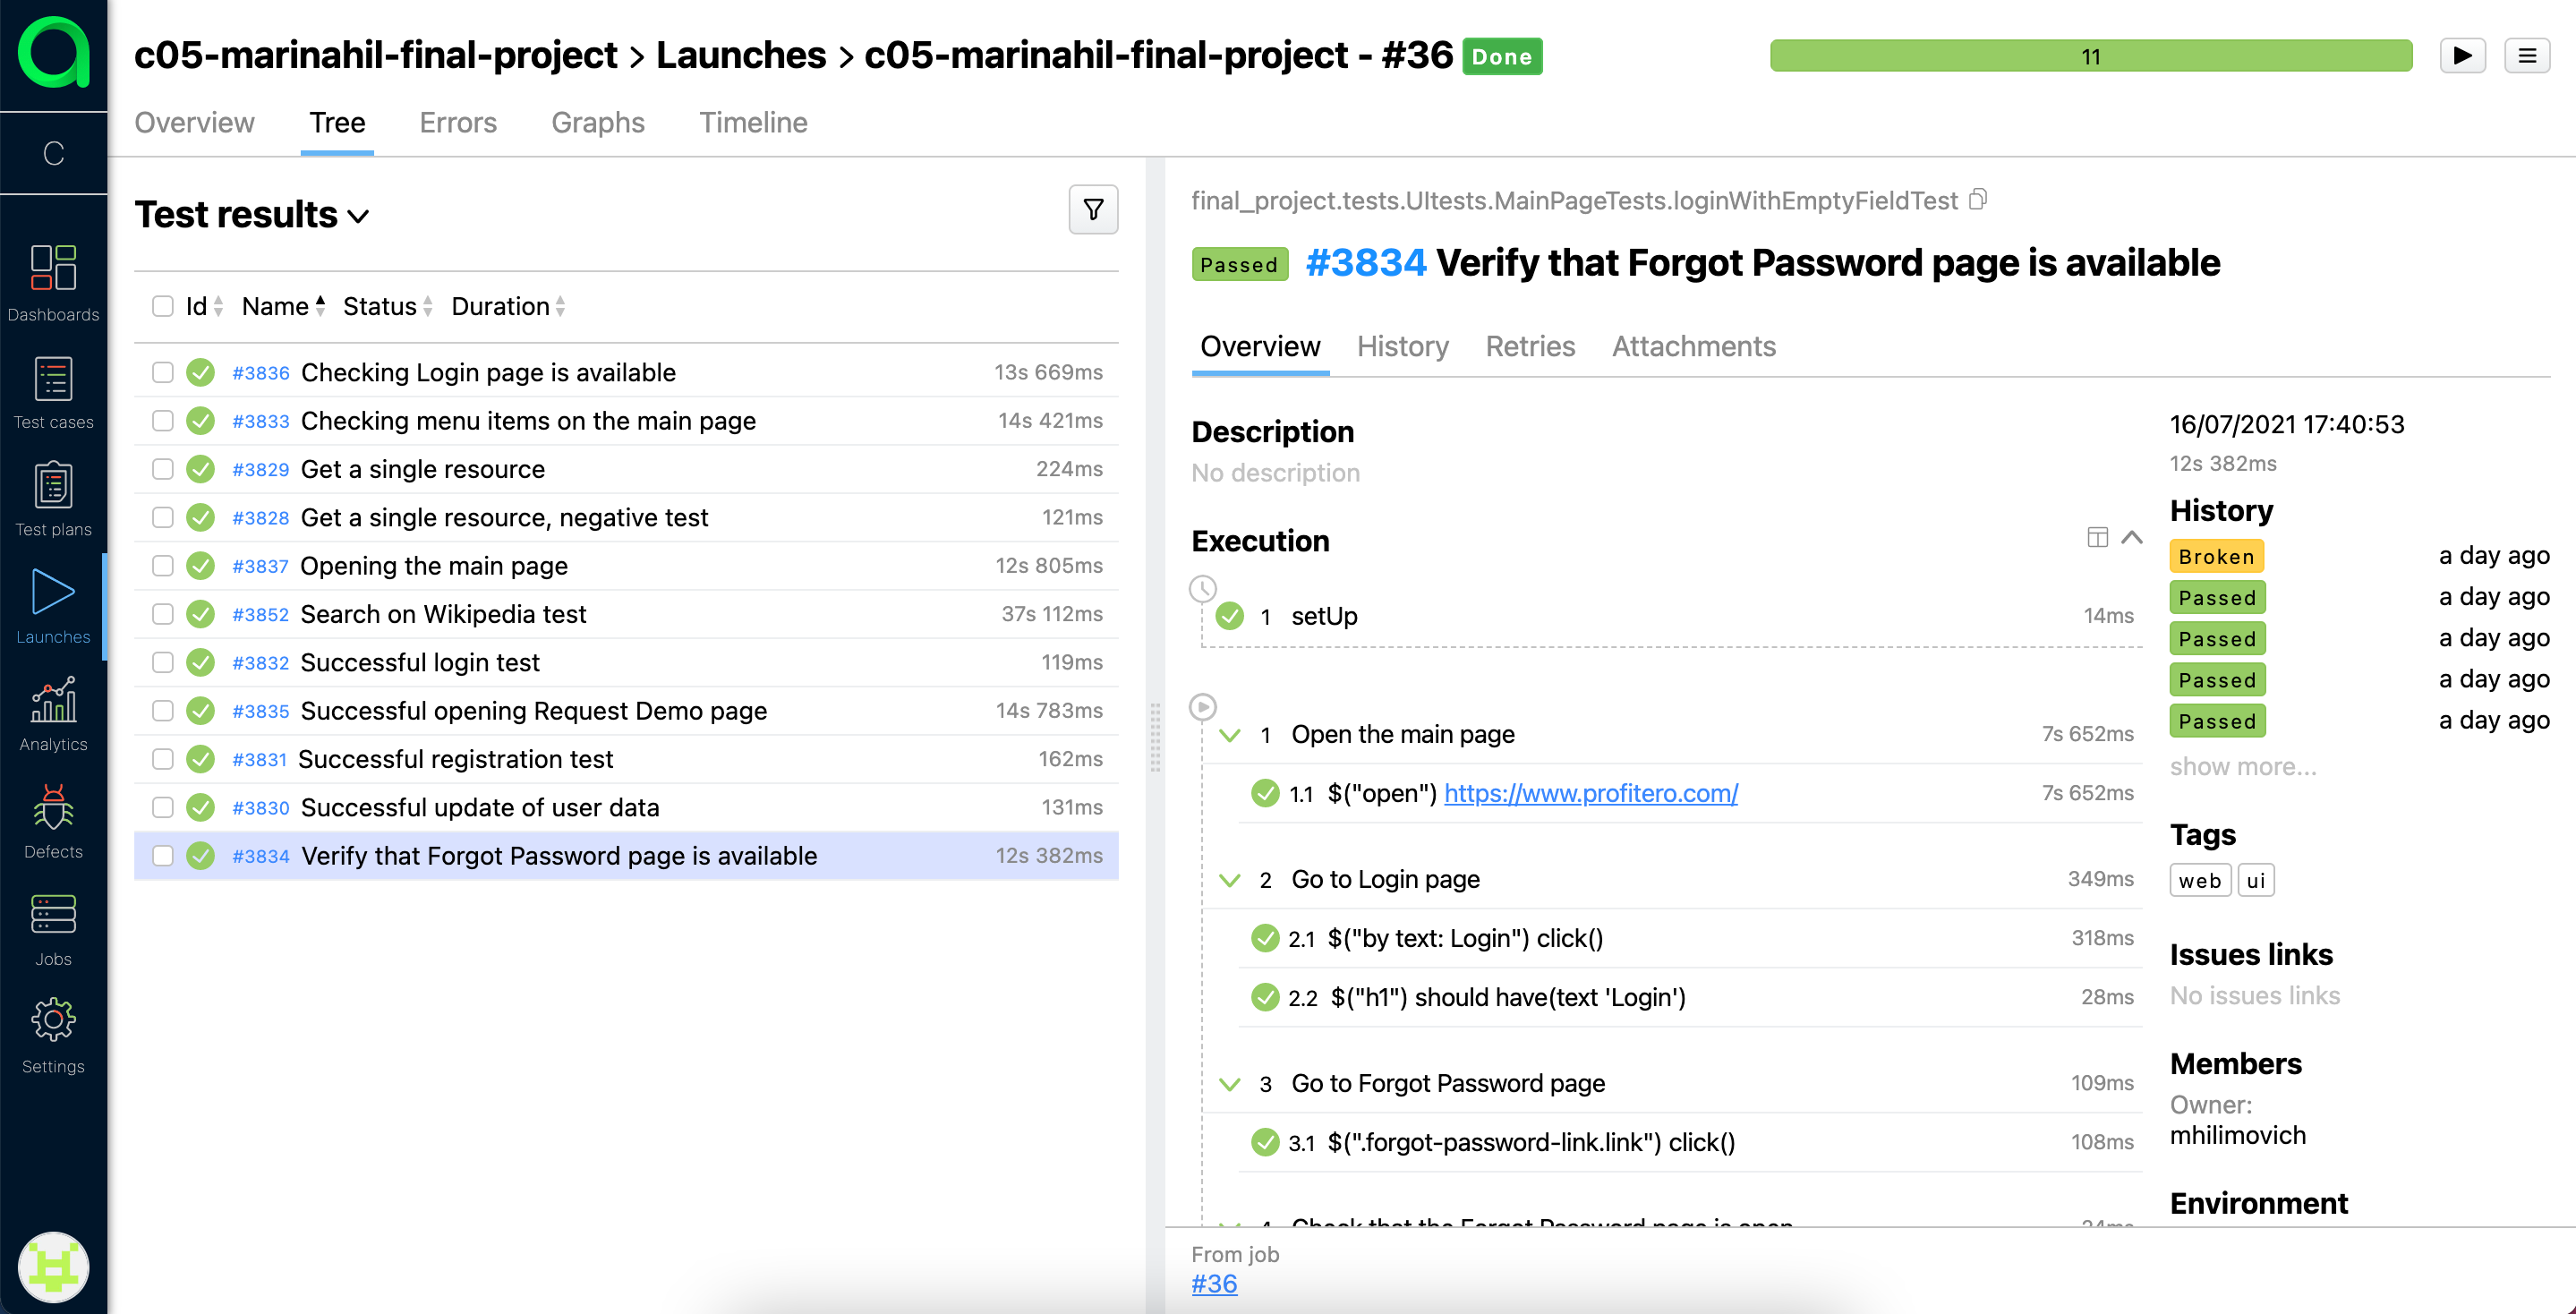 c05-marinahil-final-project > Launches > c05-marinahil-final-project - #36 Done
11
Overview Tree Errors Graphs Timeline
C
Dashboards
Test cases
Test plans
Launches
Analytics
Defects
Jobs
Settings
Test results
Id Name Status Duration
#3836 Checking Login page is available 13s 669ms
#3833 Checking menu items on the main page 14s 421ms
#3829 Get a single resource 224ms
#3828 Get a single resource, negative test 121ms
#3837 Opening the main page 12s 805ms
#3852 Search on Wikipedia test 37s 112ms
#3832 Successful login test 119ms
#3835 Successful opening Request Demo page 14s 783ms
#3831 Successful registration test 162ms
#3830 Successful update of user data 131ms
#3834 Verify that Forgot Password page is available 12s 382ms
final_project.tests.UItests.MainPageTests.loginWithEmptyFieldTest
Passed #3834 Verify that Forgot Password page is available
Overview History Retries Attachments
Description
No description
Execution
1 setUp 14ms
1 Open the main page 7s 652ms
1.1 $("open") https://www.profitero.com/ 7s 652ms
2 Go to Login page 349ms
2.1 $("by text: Login") click() 318ms
2.2 $("h1") should have(text 'Login') 28ms
3 Go to Forgot Password page 109ms
3.1 $(".forgot-password-link.link") click() 108ms
4 Check that the Forgot Password page is open 24ms
16/07/2021 17:40:53
12s 382ms
History
Broken a day ago
Passed a day ago
Passed a day ago
Passed a day ago
Passed a day ago
show more...
Tags
web ui
Issues links
No issues links
Members
Owner:
mhilimovich
Environment
From job
#36